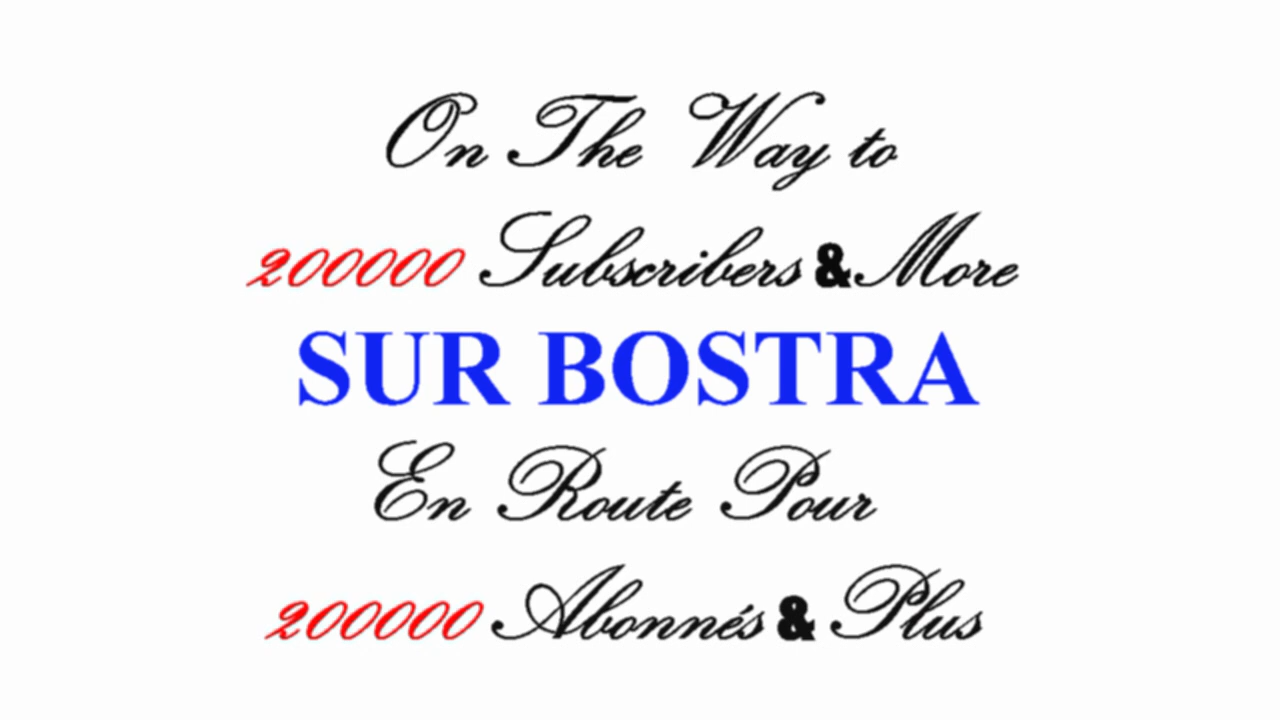 On The Way to
200000 Subscribers & More
SUR BOSTRA
En Route Pour
200000 Abonnés & Plus